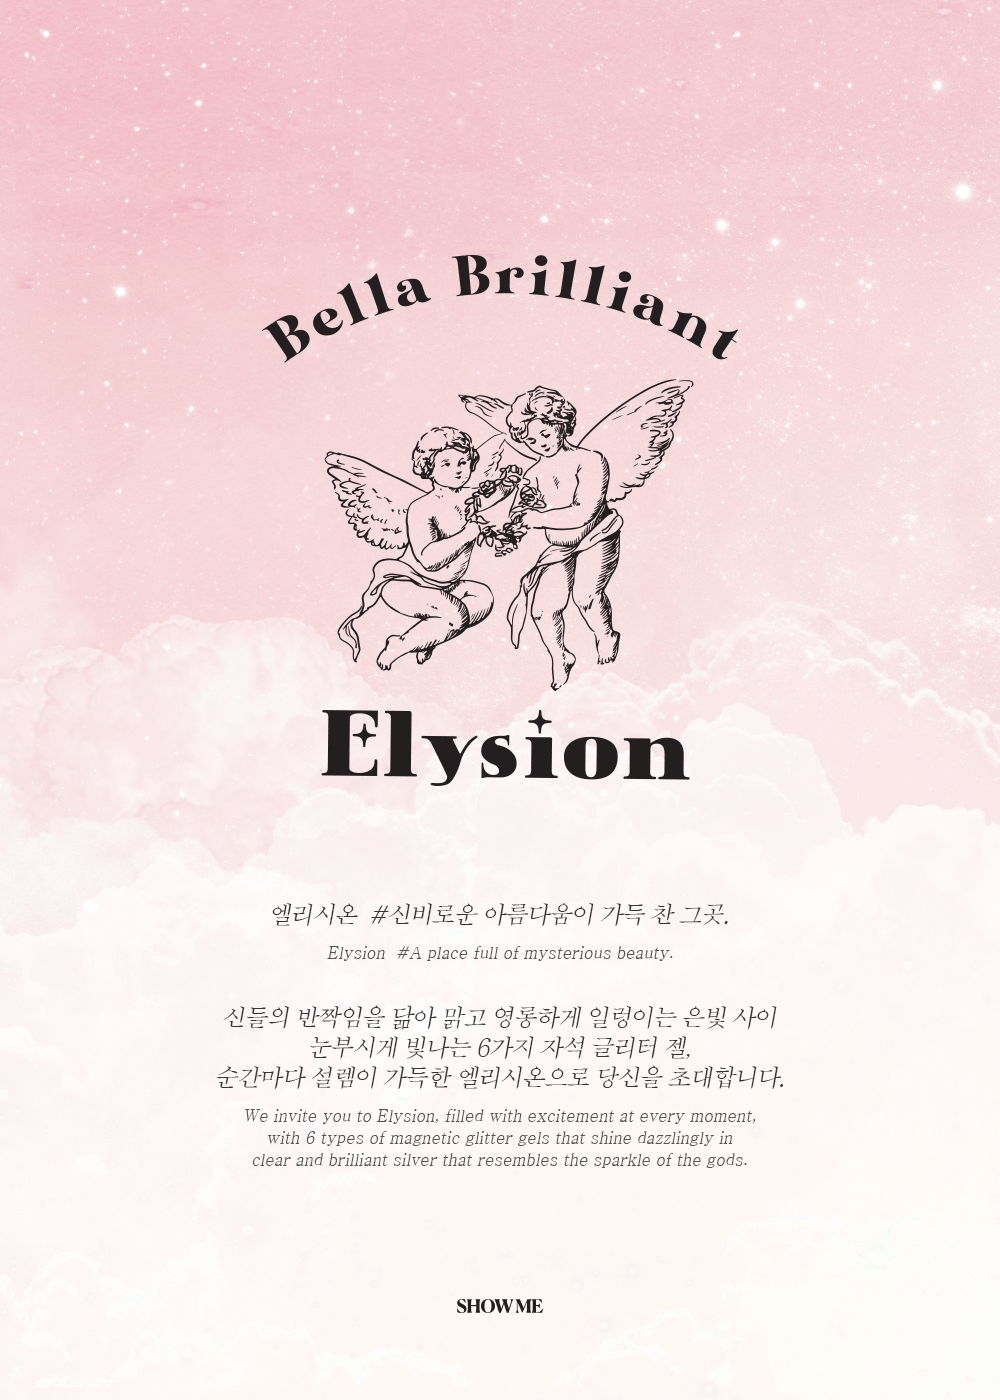 Bella Brilliant
Elysion
엘리시온 #신비로운 아름다움이 가득 찬 그곳.
Elysion #A place full of mysterious beauty.
신들의 반짝임을 닮아 맑고 영롱하게 일렁이는 은빛 사이
눈부시게 빛나는 6가지 자석 글리터 젤,
순간마다 설렘이 가득한 엘리시온으로 당신을 초대합니다.
We invite you to Elysion, filled with excitement at every moment,
with 6 types of magnetic glitter gels that shine dazzlingly in
clear and brilliant silver that resembles the sparkle of the gods.
SHOW ME